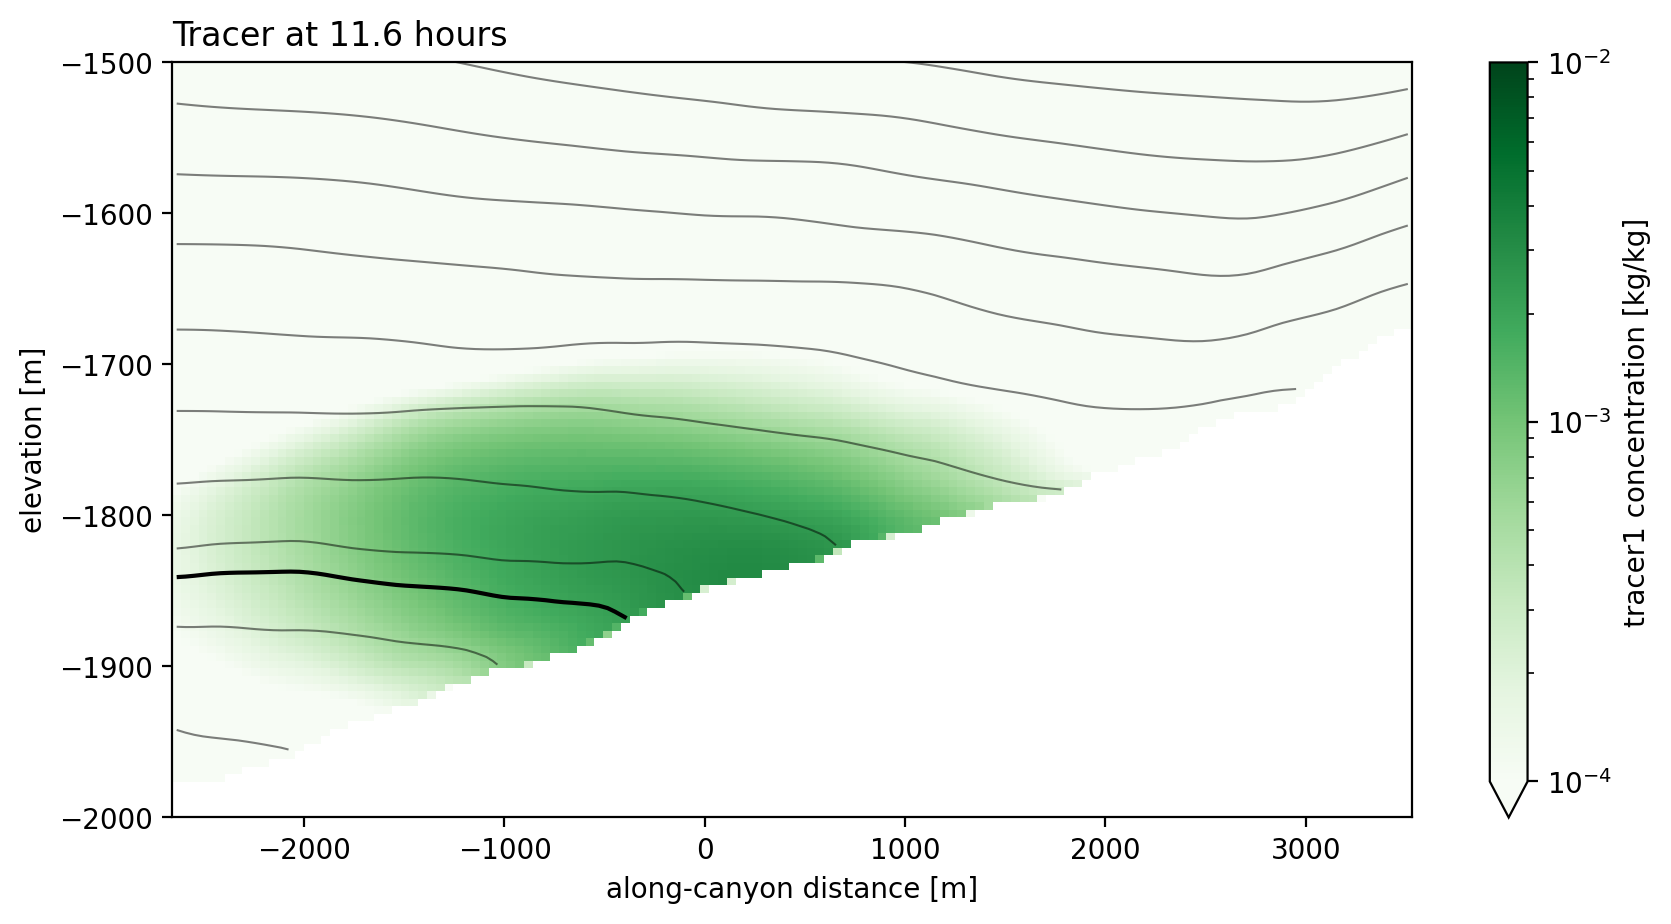 Tracer at 11.6 hours
−1500
−1600
−1700
−1800
−1900
−2000
elevation [m]
−2000 −1000 0 1000 2000 3000
along-canyon distance [m]
10⁻²
10⁻³
10⁻⁴
tracer1 concentration [kg/kg]